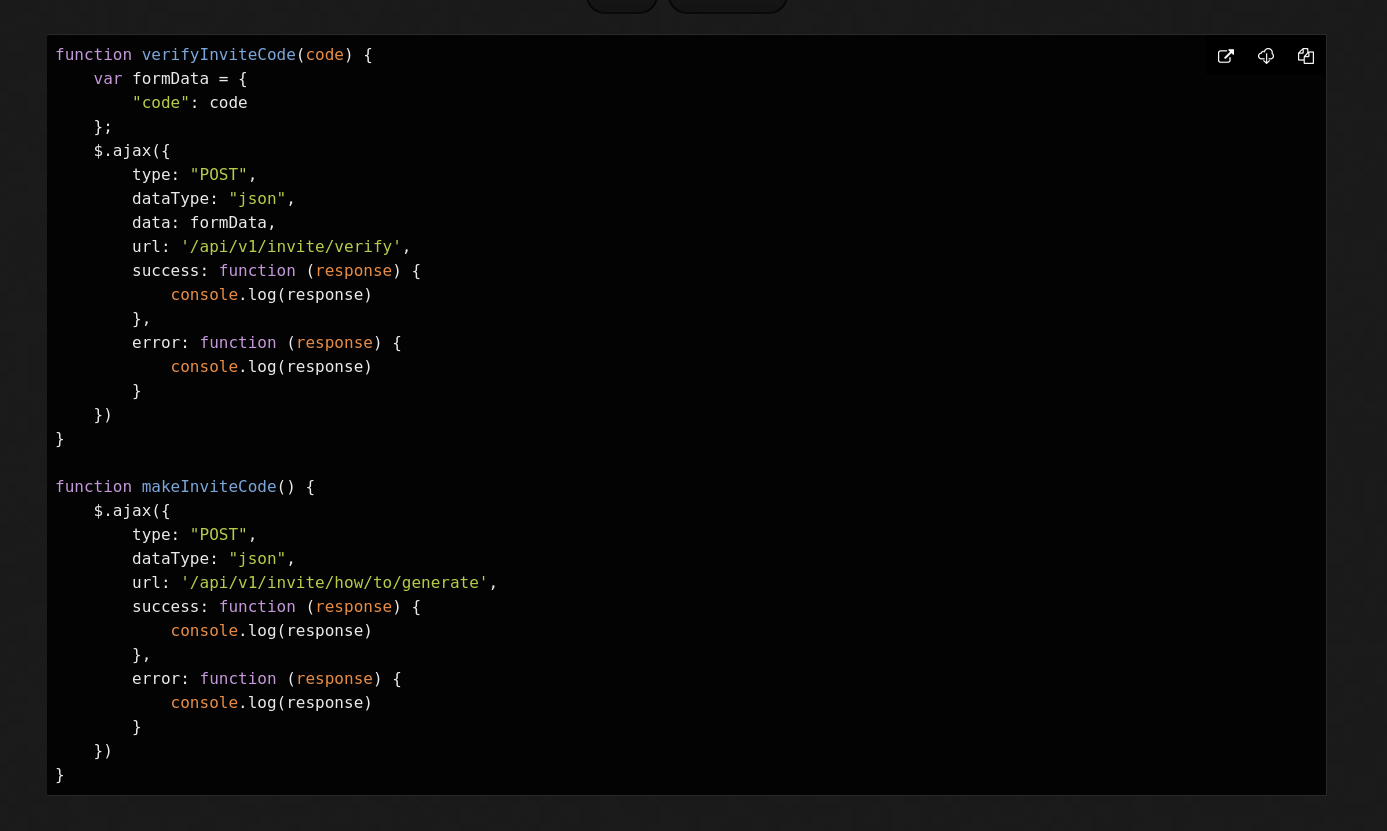 function verifyInviteCode(code) {
    var formData = {
        "code": code
    };
    $.ajax({
        type: "POST",
        dataType: "json",
        data: formData,
        url: '/api/v1/invite/verify',
        success: function (response) {
            console.log(response)
        },
        error: function (response) {
            console.log(response)
        }
    })
}

function makeInviteCode() {
    $.ajax({
        type: "POST",
        dataType: "json",
        url: '/api/v1/invite/how/to/generate',
        success: function (response) {
            console.log(response)
        },
        error: function (response) {
            console.log(response)
        }
    })
}